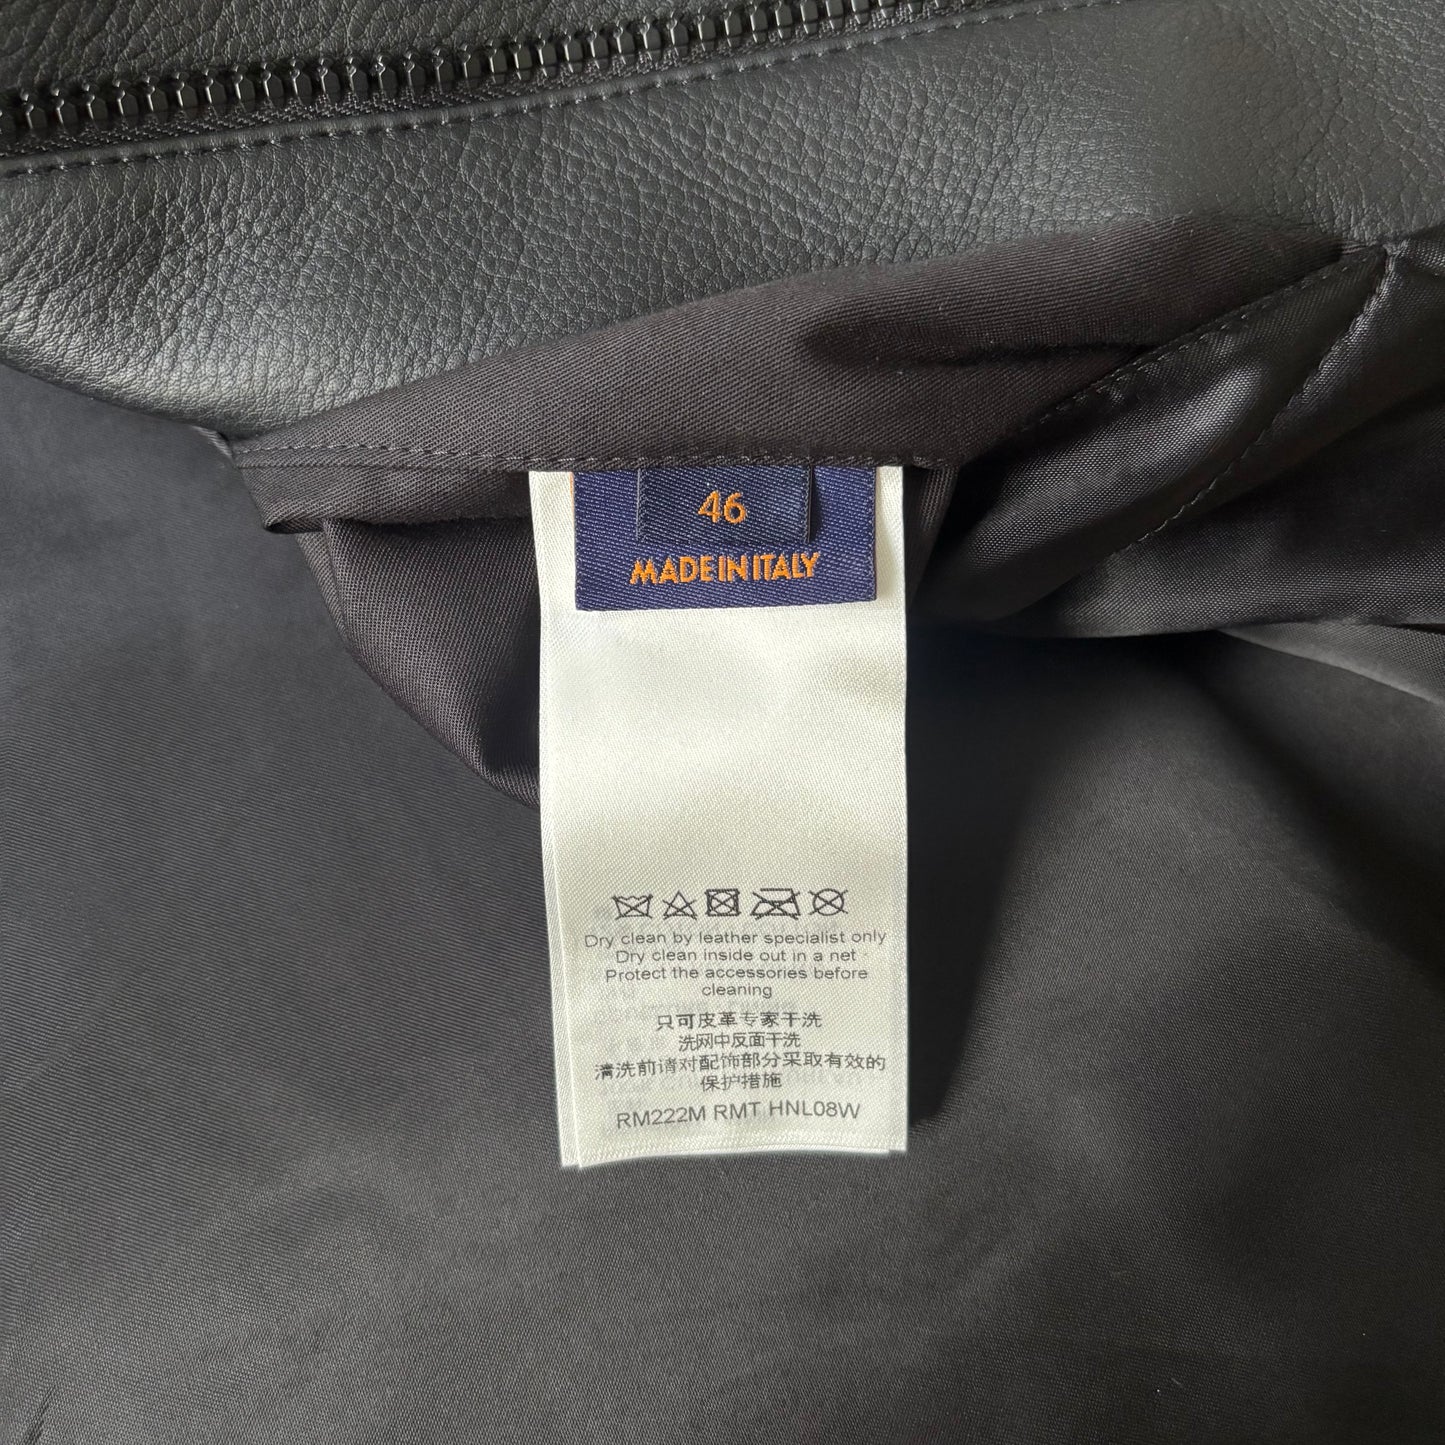 46
MADE IN ITALY
Dry clean by leather specialist only
Dry clean inside out in a net
Protect the accessories before
cleaning
只可皮革专家干洗
洗网中反面干洗
清洗前请对配饰部分采取有效的
保护措施
RM222M RMT HNL08W